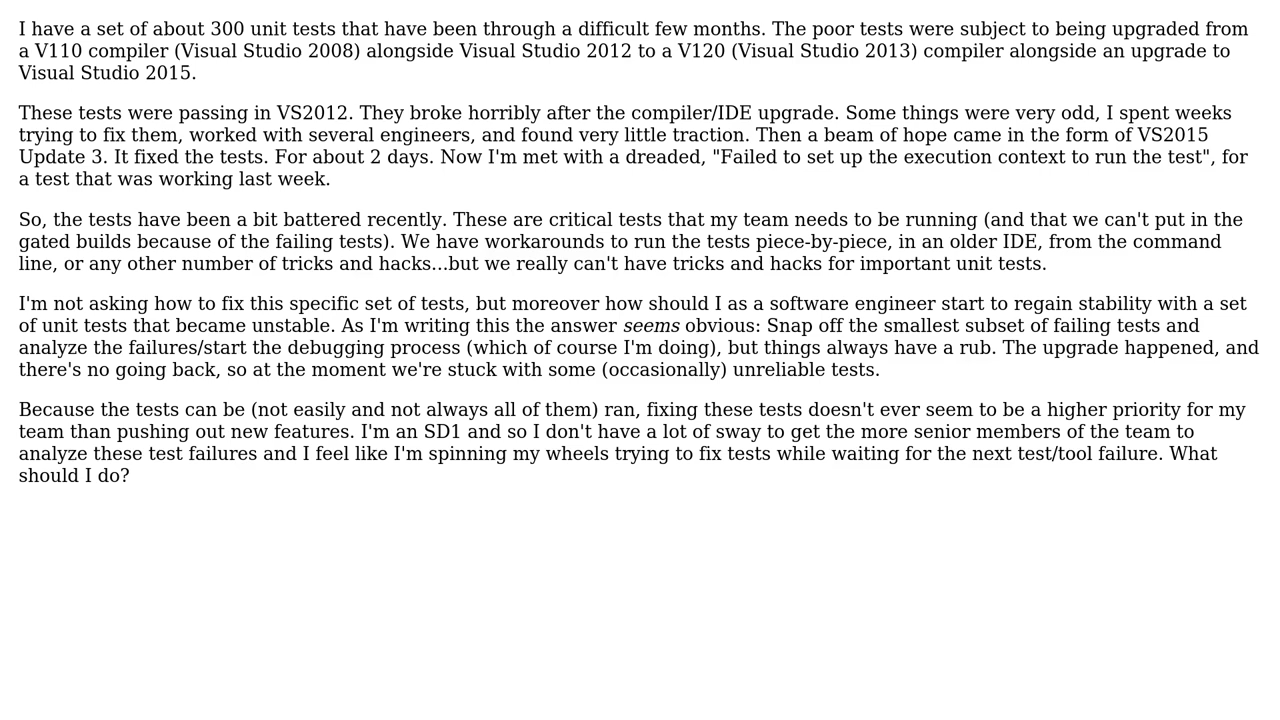 I have a set of about 300 unit tests that have been through a difficult few months. The poor tests were subject to being upgraded from
a V110 compiler (Visual Studio 2008) alongside Visual Studio 2012 to a V120 (Visual Studio 2013) compiler alongside an upgrade to
Visual Studio 2015.
These tests were passing in VS2012. They broke horribly after the compiler/IDE upgrade. Some things were very odd, I spent weeks
trying to fix them, worked with several engineers, and found very little traction. Then a beam of hope came in the form of VS2015
Update 3. It fixed the tests. For about 2 days. Now I'm met with a dreaded, "Failed to set up the execution context to run the test", for
a test that was working last week.
So, the tests have been a bit battered recently. These are critical tests that my team needs to be running (and that we can't put in the
gated builds because of the failing tests). We have workarounds to run the tests piece-by-piece, in an older IDE, from the command
line, or any other number of tricks and hacks...but we really can't have tricks and hacks for important unit tests.
I'm not asking how to fix this specific set of tests, but moreover how should I as a software engineer start to regain stability with a set
of unit tests that became unstable. As I'm writing this the answer seems obvious: Snap off the smallest subset of failing tests and
analyze the failures/start the debugging process (which of course I'm doing), but things always have a rub. The upgrade happened, and
there's no going back, so at the moment we're stuck with some (occasionally) unreliable tests.
Because the tests can be (not easily and not always all of them) ran, fixing these tests doesn't ever seem to be a higher priority for my
team than pushing out new features. I'm an SD1 and so I don't have a lot of sway to get the more senior members of the team to
analyze these test failures and I feel like I'm spinning my wheels trying to fix tests while waiting for the next test/tool failure. What
should I do?